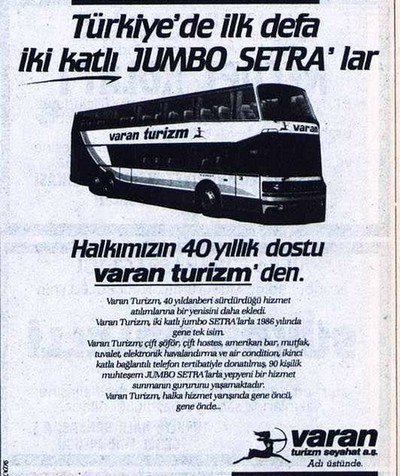 Türkiye'de ilk defa
iki katlı JUMBO SETRA' lar
varan turizm
varan
Halkımızın 40 yıllık dostu
varan turizm' den.
Varan Turizm, 40 yıldanberi sürdürdüğü hizmet
atılımlarına bir yenisini daha ekledi.
Varan Turizm, iki katlı jumbo SETRA'larla 1986 yılında
gene tek isim.
Varan Turizm; çift şöför, çift hostes, amerikan bar, mutfak,
tuvalet, elektronik havalandırma ve air condition, ikinci
katla bağlantılı telefon tertibatiyle donatılmış, 90 kişilik
muhteşem JUMBO SETRA'larla yepyeni bir hizmet
sunmanın gururunu yaşamaktadır.
Varan Turizm, halka hizmet yarışında gene öncü,
gene önde...
varan
turizm seyahat a.ş.
Adı üstünde.